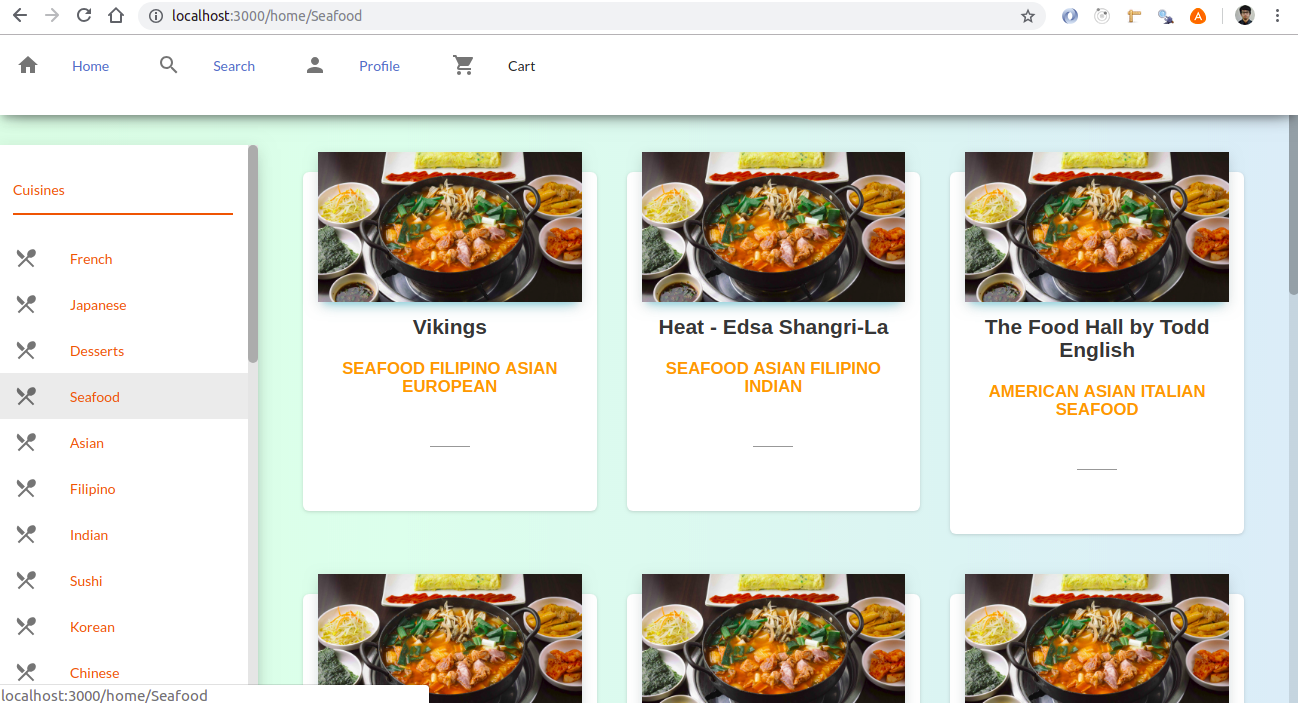 localhost:3000/home/Seafood
Home
Search
Profile
Cart
Cuisines
French
Japanese
Desserts
Seafood
Asian
Filipino
Indian
Sushi
Korean
Chinese
Vikings
SEAFOOD FILIPINO ASIAN
EUROPEAN
Heat - Edsa Shangri-La
SEAFOOD ASIAN FILIPINO
INDIAN
The Food Hall by Todd
English
AMERICAN ASIAN ITALIAN
SEAFOOD
localhost:3000/home/Seafood